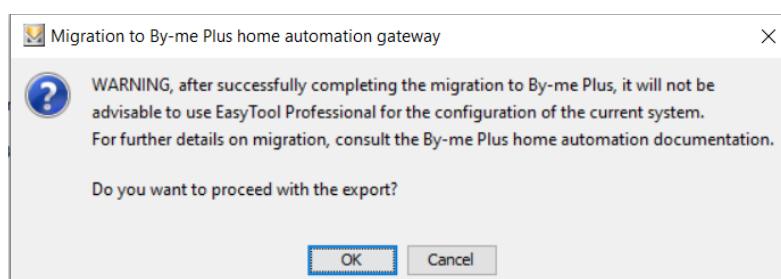 Migration to By-me Plus home automation gateway
WARNING, after successfully completing the migration to By-me Plus, it will not be
advisable to use EasyTool Professional for the configuration of the current system.
For further details on migration, consult the By-me Plus home automation documentation.
Do you want to proceed with the export?
OK
Cancel